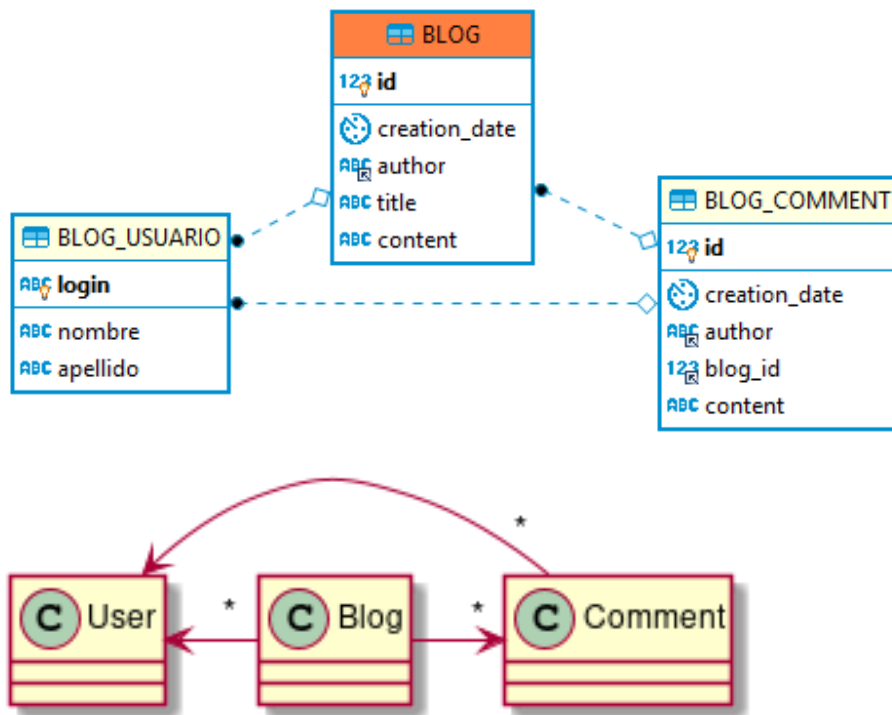 BLOG
123 id
creation_date
ABC author
ABC title
ABC content
BLOG_USUARIO
ABC login
ABC nombre
ABC apellido
BLOG_COMMENT
123 id
creation_date
ABC author
123 blog_id
ABC content
*
C User
*
C Blog
*
C Comment